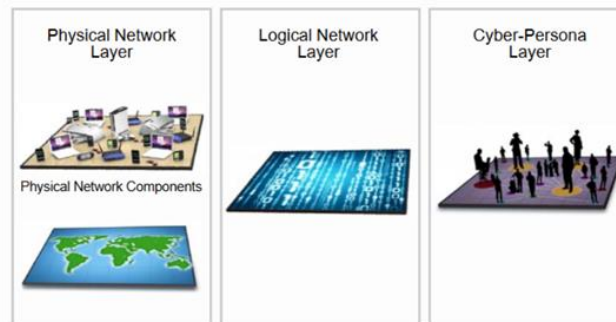 Physical Network
Layer
Physical Network Components
Logical Network
Layer
Cyber-Persona
Layer